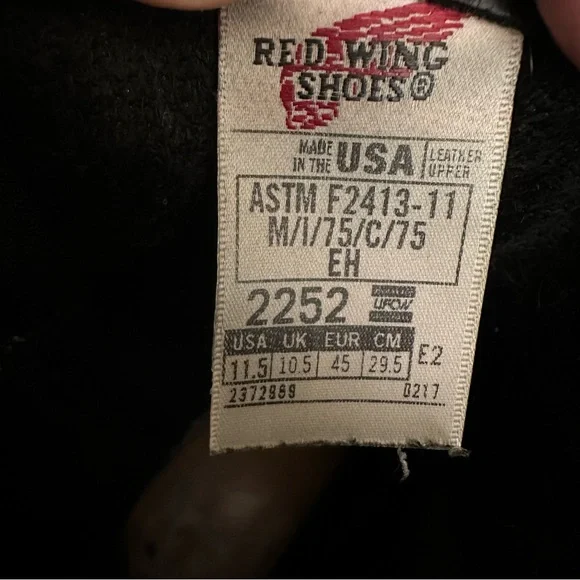 RED WING
SHOES®
MADE IN THE USA LEATHER UPPER
ASTM F2413-11
M/I/75/C/75
EH
2252 UFCW
USA UK EUR CM
11.5 10.5 45 29.5 E2
2372989 0217